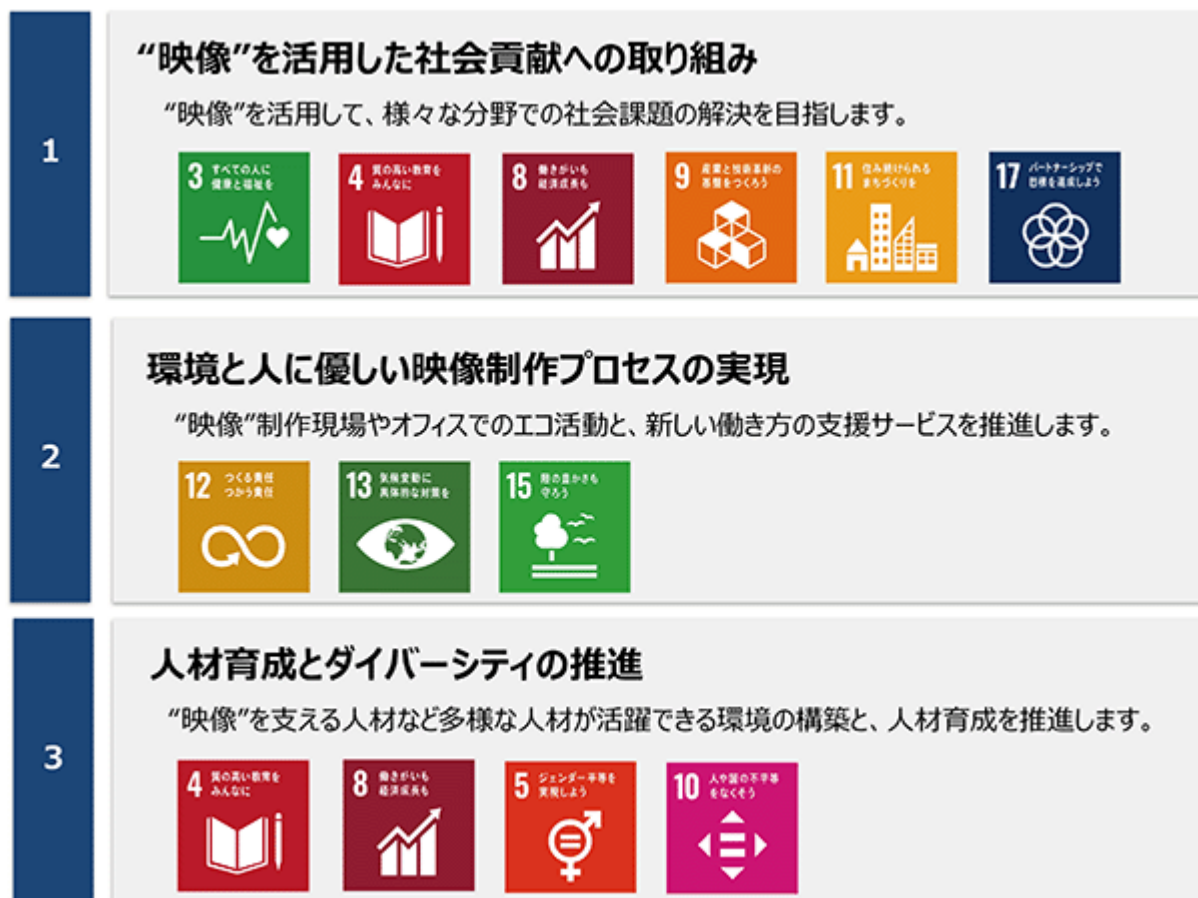 1
“映像”を活用した社会貢献への取り組み
“映像”を活用して、様々な分野での社会課題の解決を目指します。
3 すべての人に
健康と福祉を
4 質の高い教育を
みんなに
8 働きがいも
経済成長も
9 産業と技術革新の
基盤をつくろう
11 住み続けられる
まちづくりを
17 パートナーシップで
目標を達成しよう
2
環境と人に優しい映像制作プロセスの実現
“映像”制作現場やオフィスでのエコ活動と、新しい働き方の支援サービスを推進します。
12 つくる責任
つかう責任
13 気候変動に
具体的な対策を
15 陸の豊かさも
守ろう
3
人材育成とダイバーシティの推進
“映像”を支える人材など多様な人材が活躍できる環境の構築と、人材育成を推進します。
4 質の高い教育を
みんなに
8 働きがいも
経済成長も
5 ジェンダー平等を
実現しよう
10 人や国の不平等
をなくそう